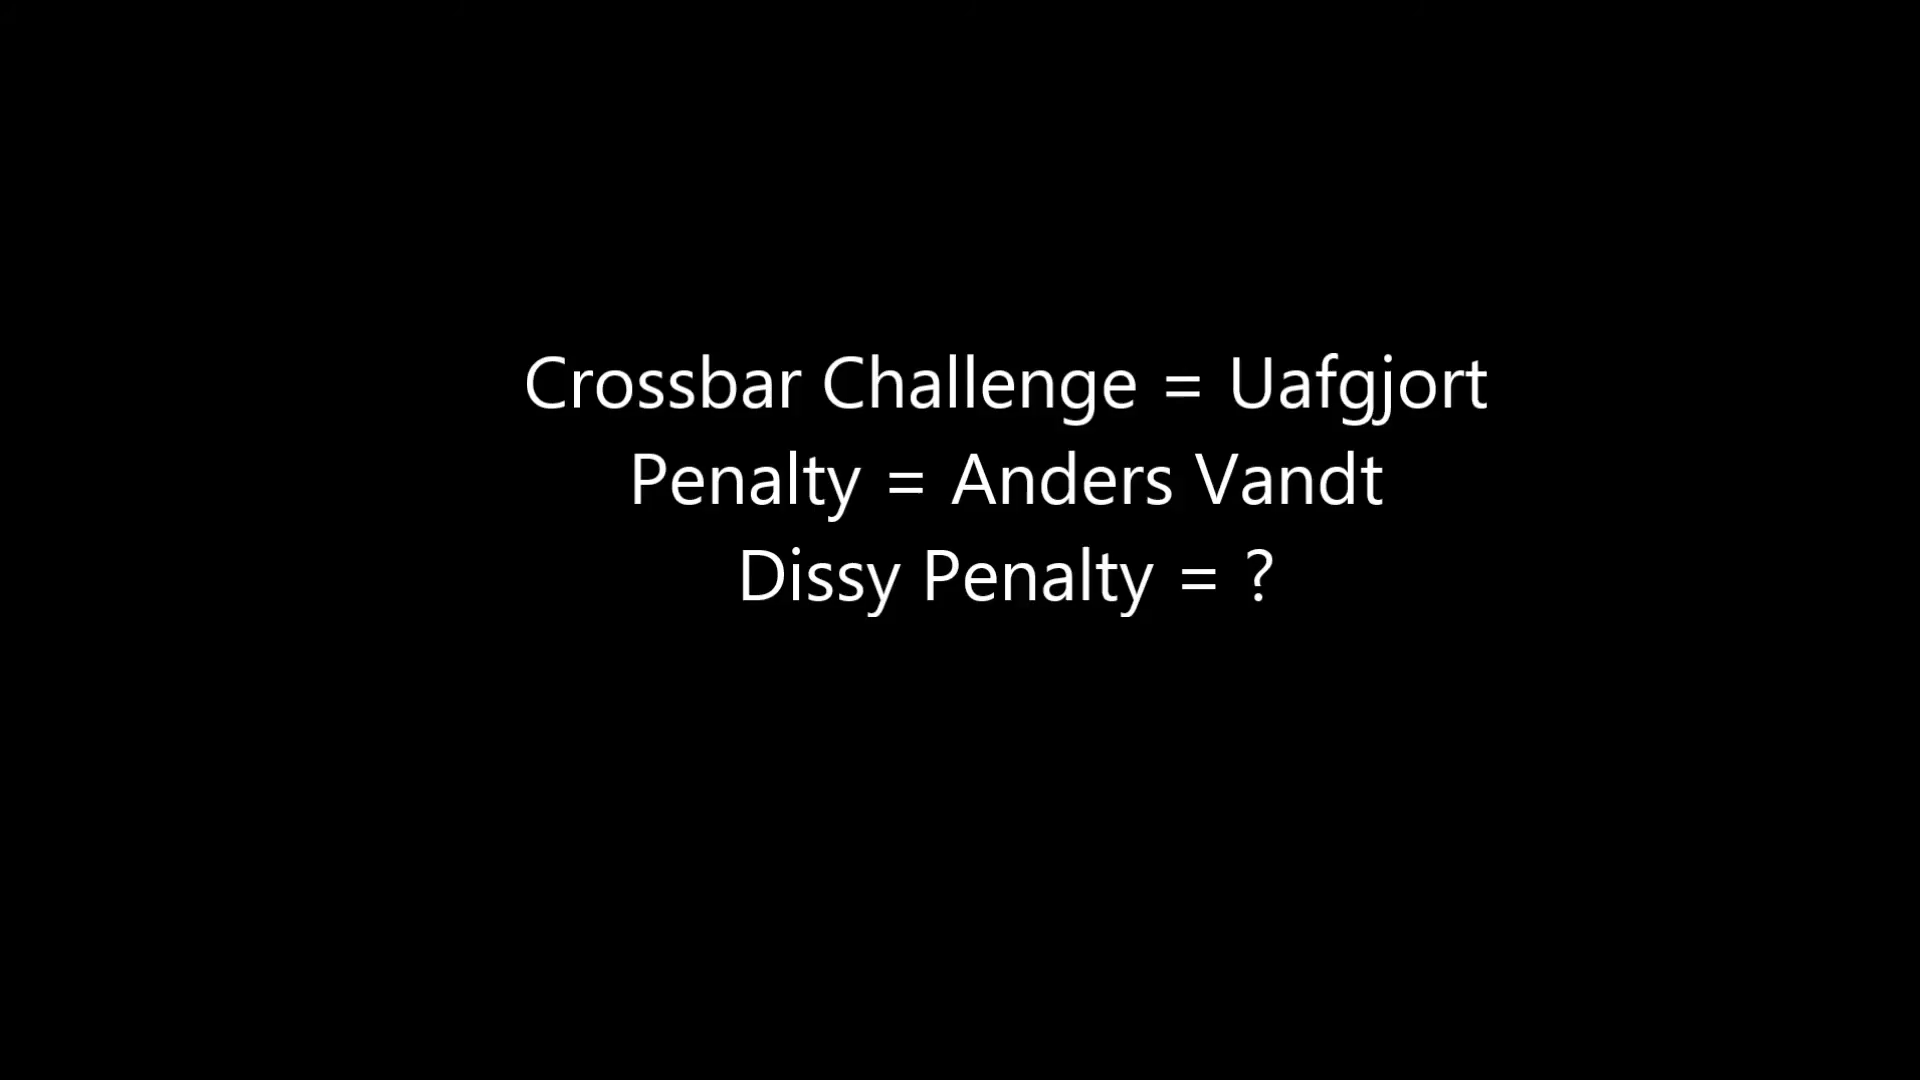 Crossbar Challenge = Uafgjort
Penalty = Anders Vandt
Dissy Penalty = ?